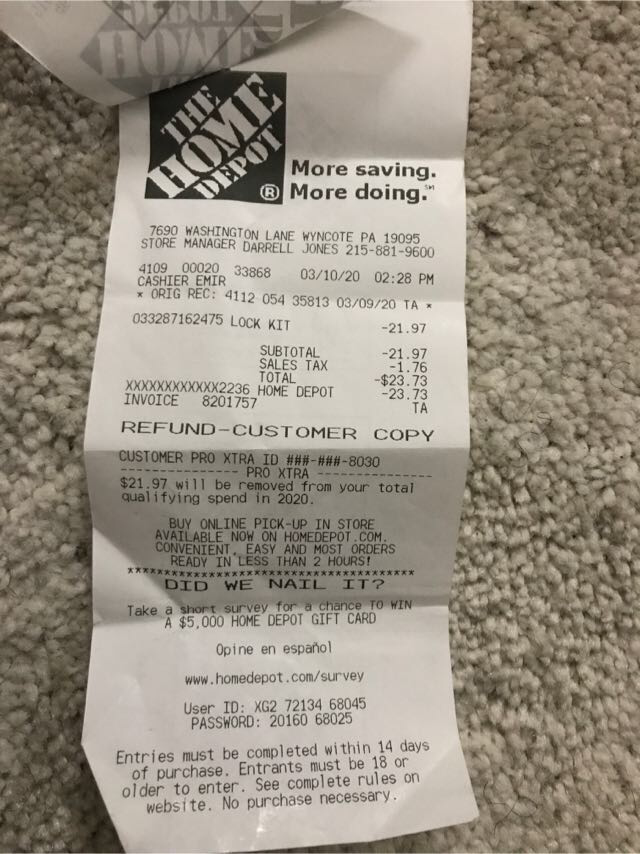 DEPOT
HOME
THE
HOME
DEPOT
®
More saving.
More doing.℠
7690 WASHINGTON LANE WYNCOTE PA 19095
STORE MANAGER DARRELL JONES 215-881-9600
4109 00020 33868 03/10/20 02:28 PM
CASHIER EMIR
* ORIG REC: 4112 054 35813 03/09/20 TA *
033287162475 LOCK KIT -21.97
SUBTOTAL -21.97
SALES TAX -1.76
TOTAL -$23.73
XXXXXXXXXXXX2236 HOME DEPOT -23.73
INVOICE 8201757 TA
REFUND-CUSTOMER COPY
CUSTOMER PRO XTRA ID ###-###-8030
--------------- PRO XTRA ---------------
$21.97 will be removed from your total
qualifying spend in 2020.
BUY ONLINE PICK-UP IN STORE
AVAILABLE NOW ON HOMEDEPOT.COM.
CONVENIENT, EASY AND MOST ORDERS
READY IN LESS THAN 2 HOURS!
****************************************
DID WE NAIL IT?
Take a short survey for a chance TO WIN
A $5,000 HOME DEPOT GIFT CARD
Opine en español
www.homedepot.com/survey
User ID: XG2 72134 68045
PASSWORD: 20160 68025
Entries must be completed within 14 days
of purchase. Entrants must be 18 or
older to enter. See complete rules on
website. No purchase necessary.